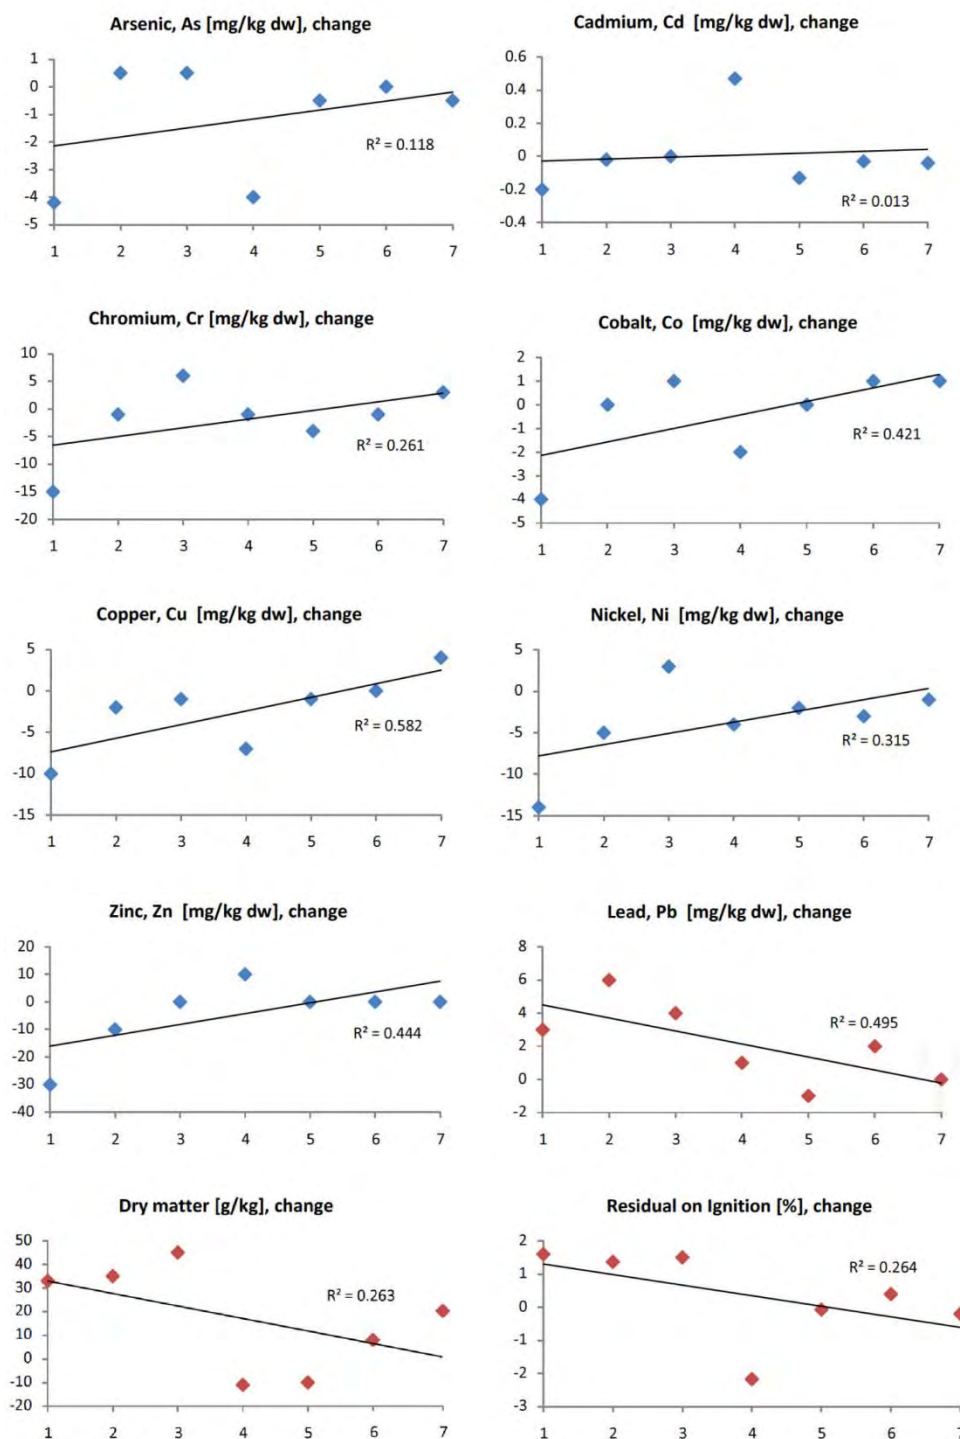 Arsenic, As [mg/kg dw], change
1
0
-1
-2
-3
-4
-5
R² = 0.118
1 2 3 4 5 6 7
Cadmium, Cd [mg/kg dw], change
0.6
0.4
0.2
0
-0.2
-0.4
R² = 0.013
1 2 3 4 5 6 7
Chromium, Cr [mg/kg dw], change
10
5
0
-5
-10
-15
-20
R² = 0.261
1 2 3 4 5 6 7
Cobalt, Co [mg/kg dw], change
2
1
0
-1
-2
-3
-4
-5
R² = 0.421
1 2 3 4 5 6 7
Copper, Cu [mg/kg dw], change
5
0
-5
-10
-15
R² = 0.582
1 2 3 4 5 6 7
Nickel, Ni [mg/kg dw], change
5
0
-5
-10
-15
R² = 0.315
1 2 3 4 5 6 7
Zinc, Zn [mg/kg dw], change
20
10
0
-10
-20
-30
-40
R² = 0.444
1 2 3 4 5 6 7
Lead, Pb [mg/kg dw], change
8
6
4
2
0
-2
R² = 0.495
1 2 3 4 5 6 7
Dry matter [g/kg], change
50
40
30
20
10
0
-10
-20
R² = 0.263
1 2 3 4 5 6 7
Residual on Ignition [%], change
2
1
0
-1
-2
-3
R² = 0.264
1 2 3 4 5 6 7